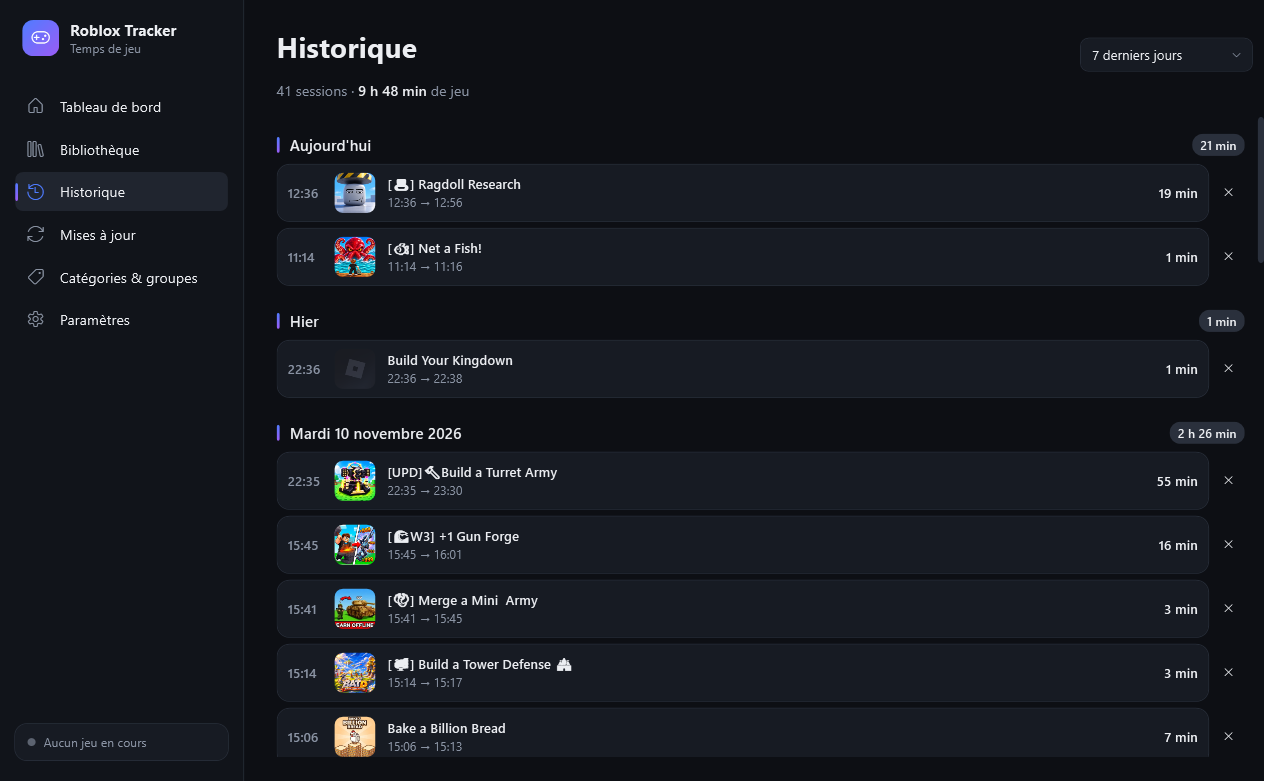 Roblox Tracker
Temps de jeu
Tableau de bord
Bibliothèque
Historique
Mises à jour
Catégories & groupes
Paramètres
Aucun jeu en cours
Historique
7 derniers jours
41 sessions · 9 h 48 min de jeu
Aujourd'hui
21 min
12:36
[] Ragdoll Research
12:36 → 12:56
19 min
11:14
[🐟] Net a Fish!
11:14 → 11:16
1 min
Hier
1 min
22:36
Build Your Kingdown
22:36 → 22:38
1 min
Mardi 10 novembre 2026
2 h 26 min
22:35
[UPD]🔨Build a Turret Army
22:35 → 23:30
55 min
15:45
[W3] +1 Gun Forge
15:45 → 16:01
16 min
15:41
EARN OFFLINE
[] Merge a Mini  Army
15:41 → 15:45
3 min
15:14
[] Build a Tower Defense
15:14 → 15:17
3 min
15:06
BILLION
Bake a Billion Bread
15:06 → 15:13
7 min